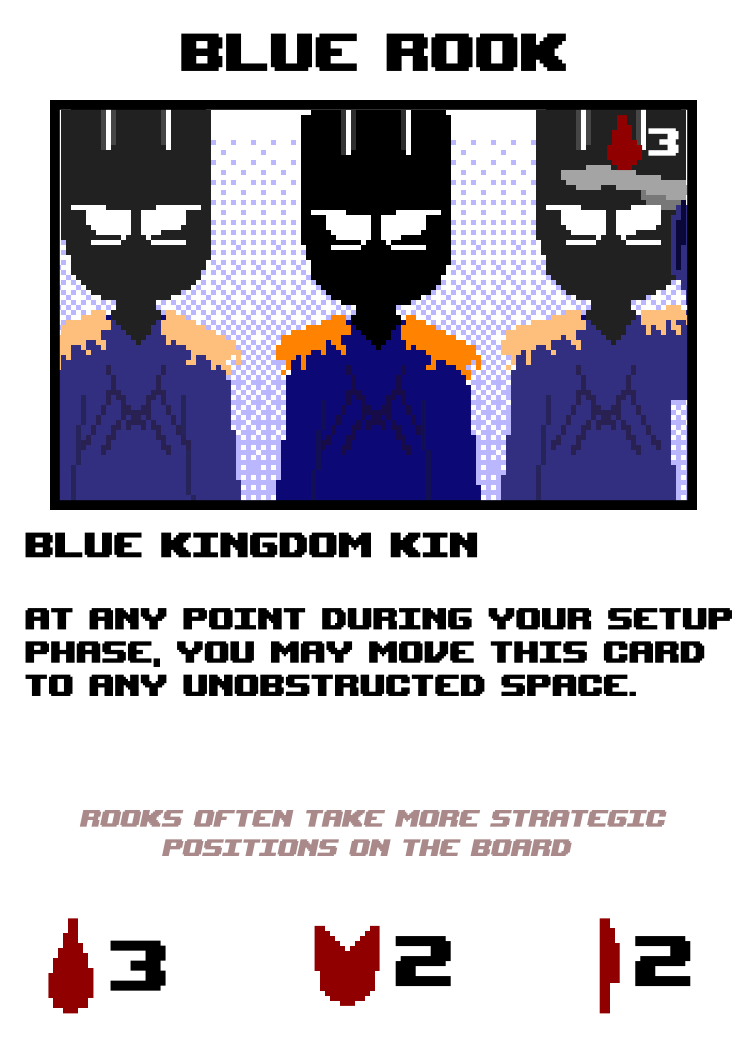 BLUE ROOK
3
BLUE KINGDOM KIN
AT ANY POINT DURING YOUR SETUP
PHASE, YOU MAY MOVE THIS CARD
TO ANY UNOBSTRUCTED SPACE.
ROOKS OFTEN TAKE MORE STRATEGIC
POSITIONS ON THE BOARD
3 2 2